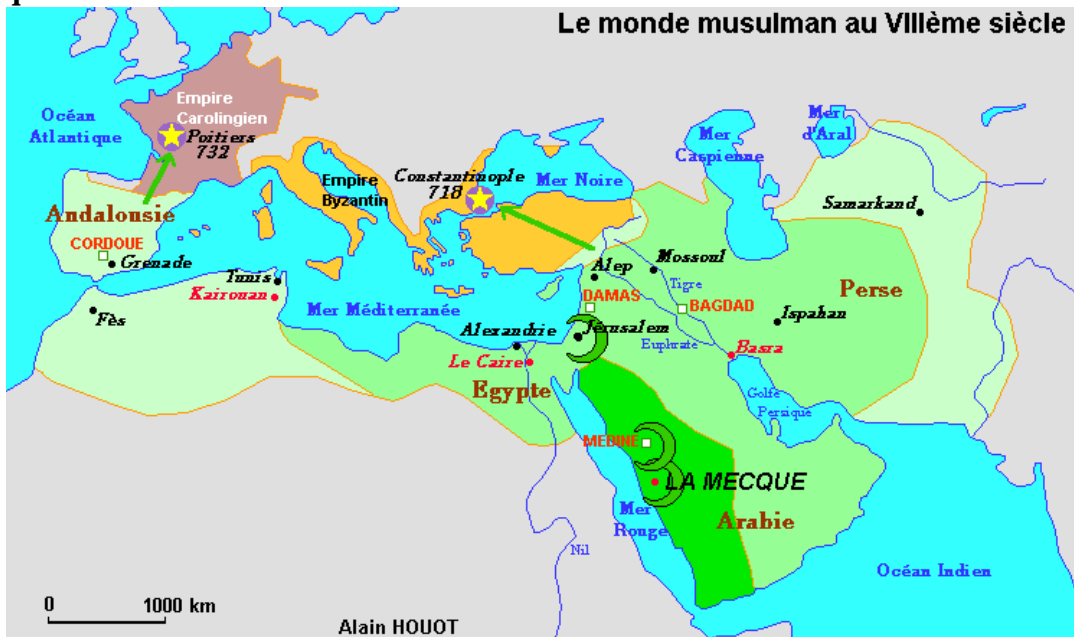 Le monde musulman au VIIIème siècle
Empire
Carolingien
Océan
Atlantique
Poitiers
732
Mer
d'Aral
Mer
Caspienne
Constantinople
718
Mer Noire
Empire
Byzantin
Andalousie
Samarkand
CORDOUE
Grenade
Mossoul
Alep
Tunis
Tigre
Kairouan
Perse
DAMAS
BAGDAD
Mer Méditerranée
Fès
Ispahan
Alexandrie
Jérusalem
Euphrate
Basra
Le Caire
Egypte
Golfe
Persique
MEDINE
LA MECQUE
Mer
Rouge
Arabie
Nil
Océan Indien
0 1000 km
Alain HOUOT